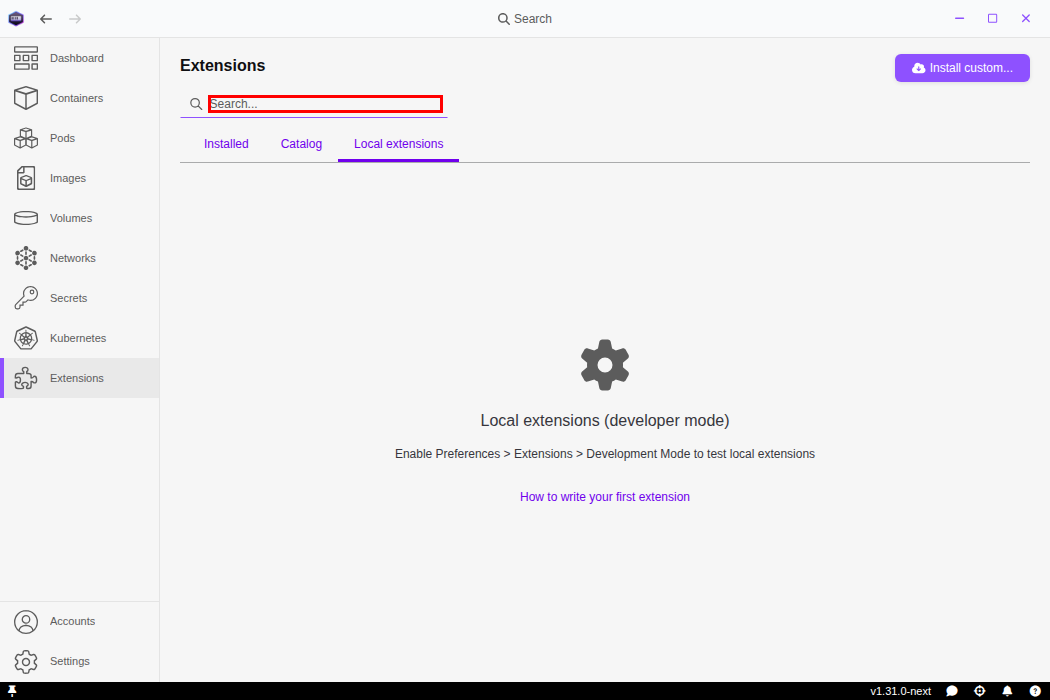 Search
Dashboard
Containers
Pods
Images
Volumes
Networks
Secrets
Kubernetes
Extensions
Accounts
Settings
Extensions
Install custom...
Search...
Installed
Catalog
Local extensions
Local extensions (developer mode)
Enable Preferences > Extensions > Development Mode to test local extensions
How to write your first extension
v1.31.0-next